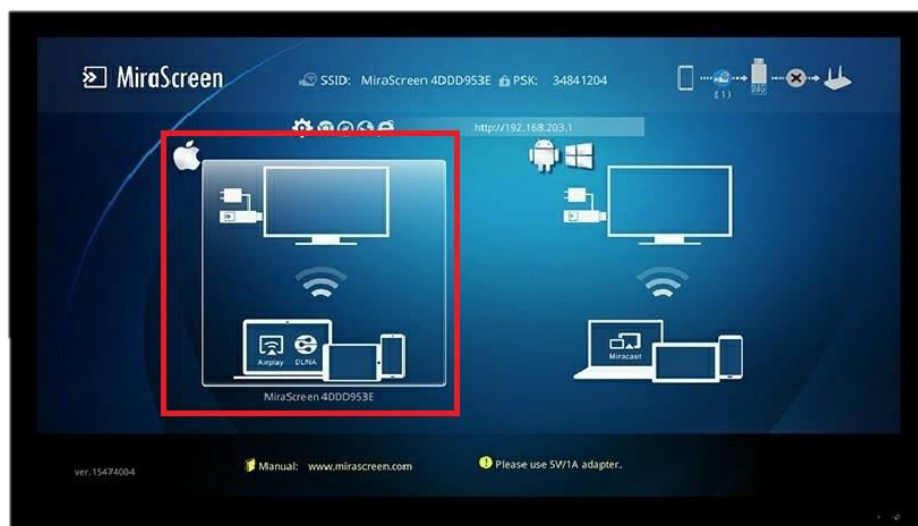 MiraScreen
SSID: MiraScreen 4DDD953E PSK: 34841204
(1)
http://192.168.203.1
Airplay DLNA
Miracast
MiraScreen 4DDD953E
ver.15474004
Manual: www.mirascreen.com
Please use 5V/1A adapter.